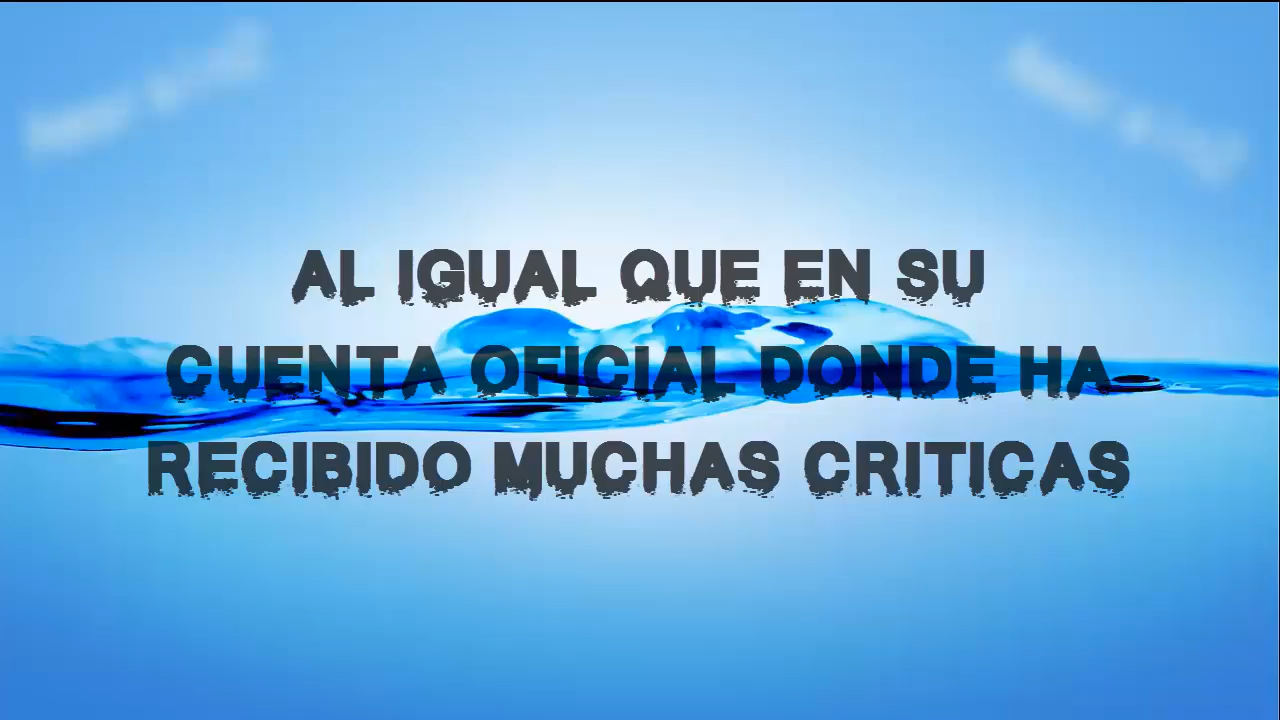 AL IGUAL QUE EN SU
CUENTA OFICIAL DONDE HA
RECIBIDO MUCHAS CRITICAS